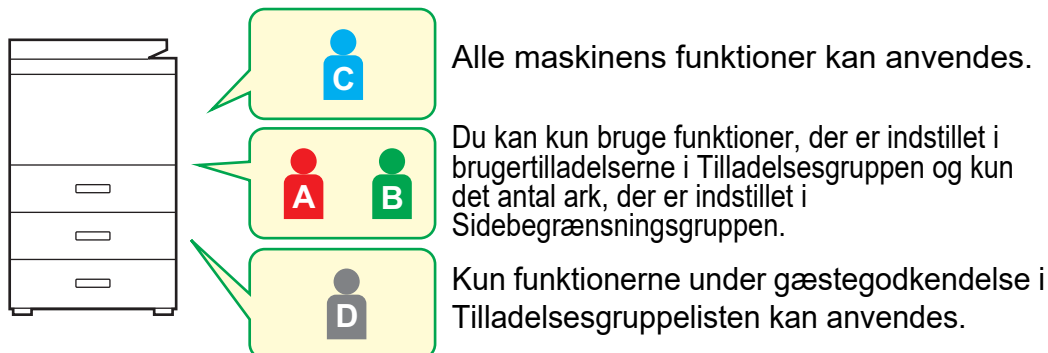 C
Alle maskinens funktioner kan anvendes.
A B
Du kan kun bruge funktioner, der er indstillet i
brugertilladelserne i Tilladelsesgruppen og kun
det antal ark, der er indstillet i
Sidebegrænsningsgruppen.
D
Kun funktionerne under gæstegodkendelse i
Tilladelsesgruppelisten kan anvendes.